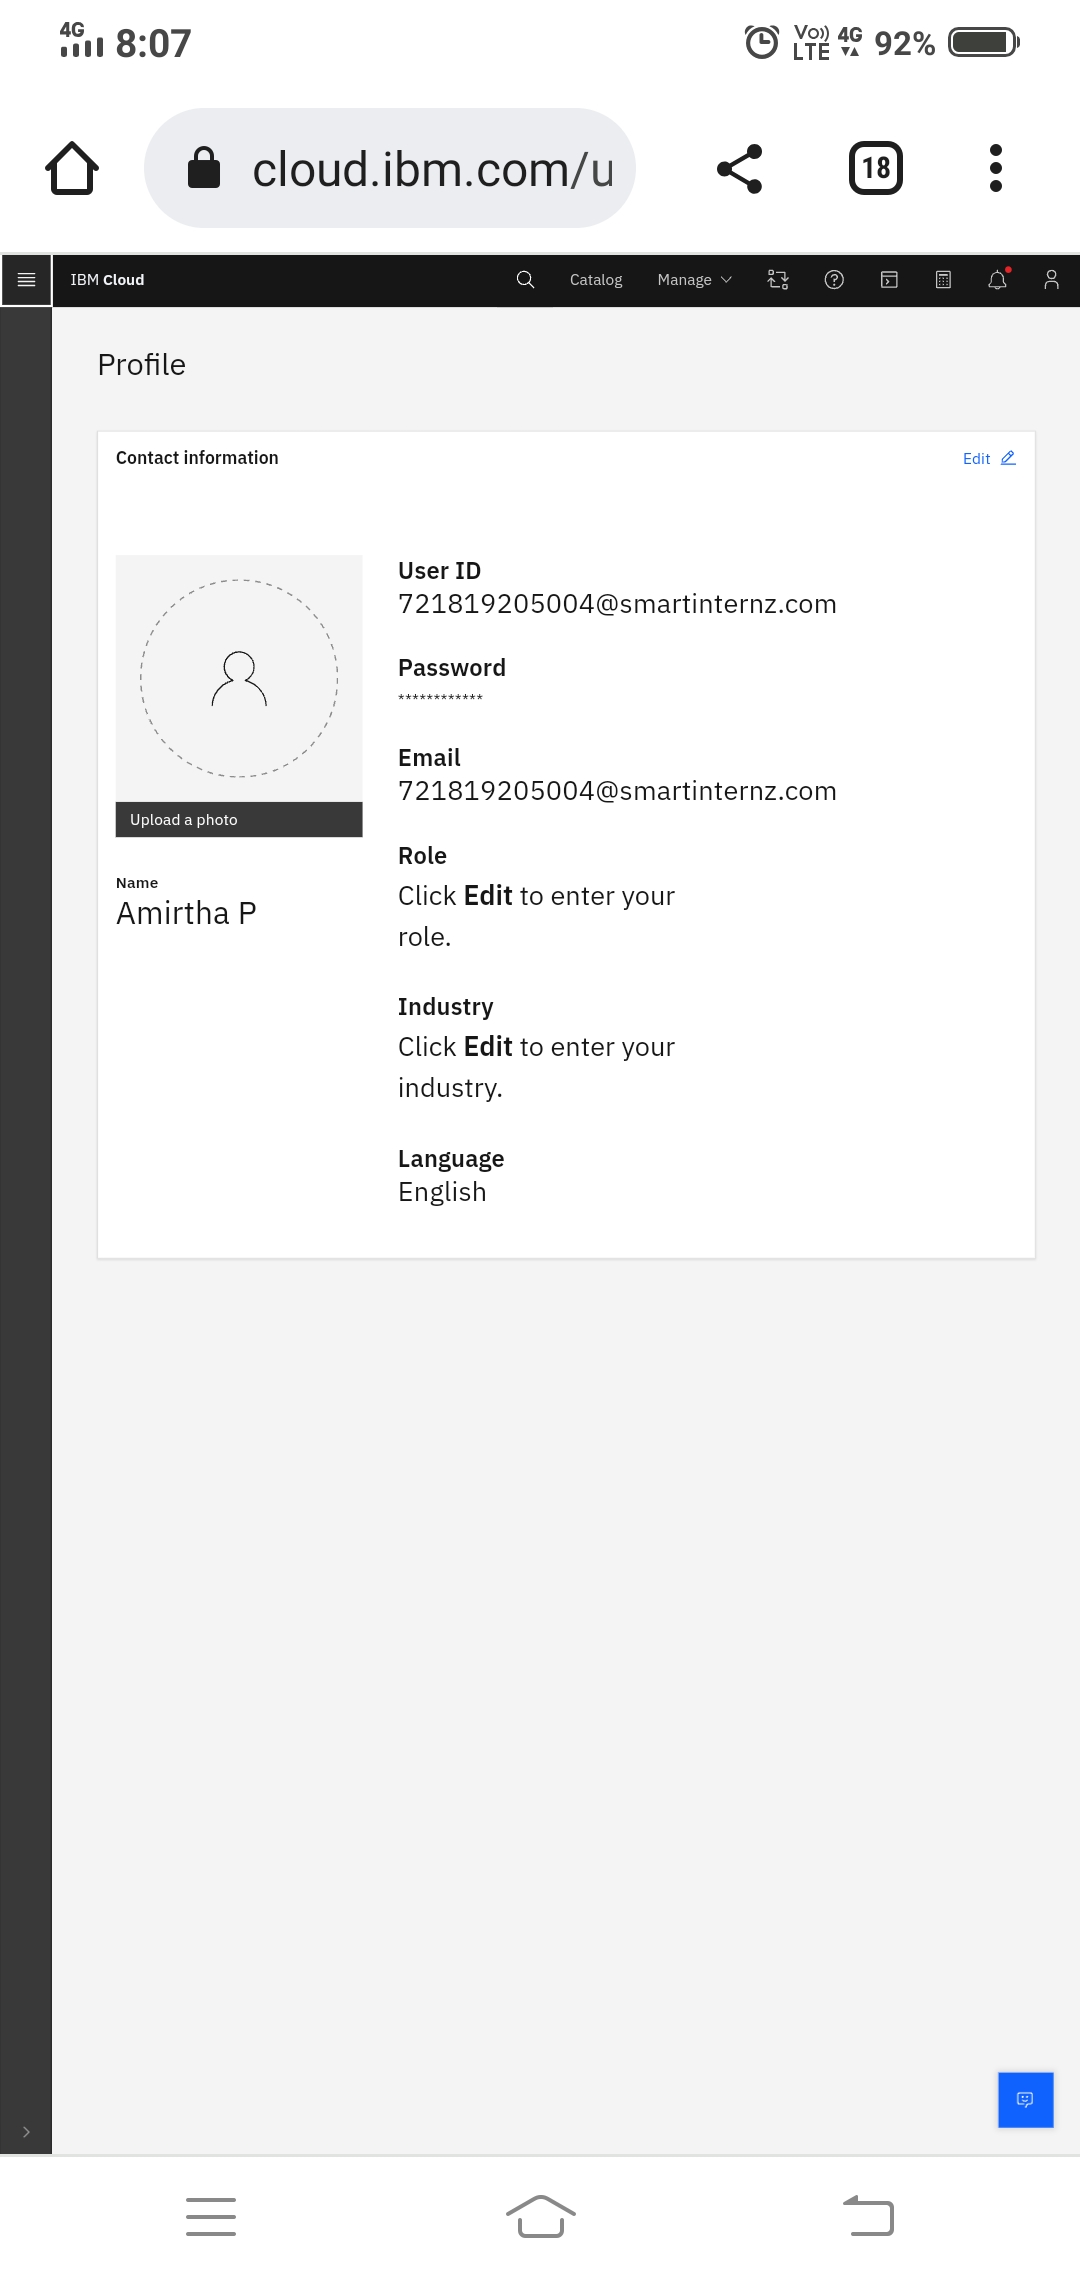 4G 8:07 Vo)) LTE 4G 92%
cloud.ibm.com/u 18
IBM Cloud Catalog Manage
Profile
Contact information Edit
User ID
721819205004@smartinternz.com
Password
************
Email
721819205004@smartinternz.com
Upload a photo
Role
Name
Click Edit to enter your
Amirtha P
role.
Industry
Click Edit to enter your
industry.
Language
English